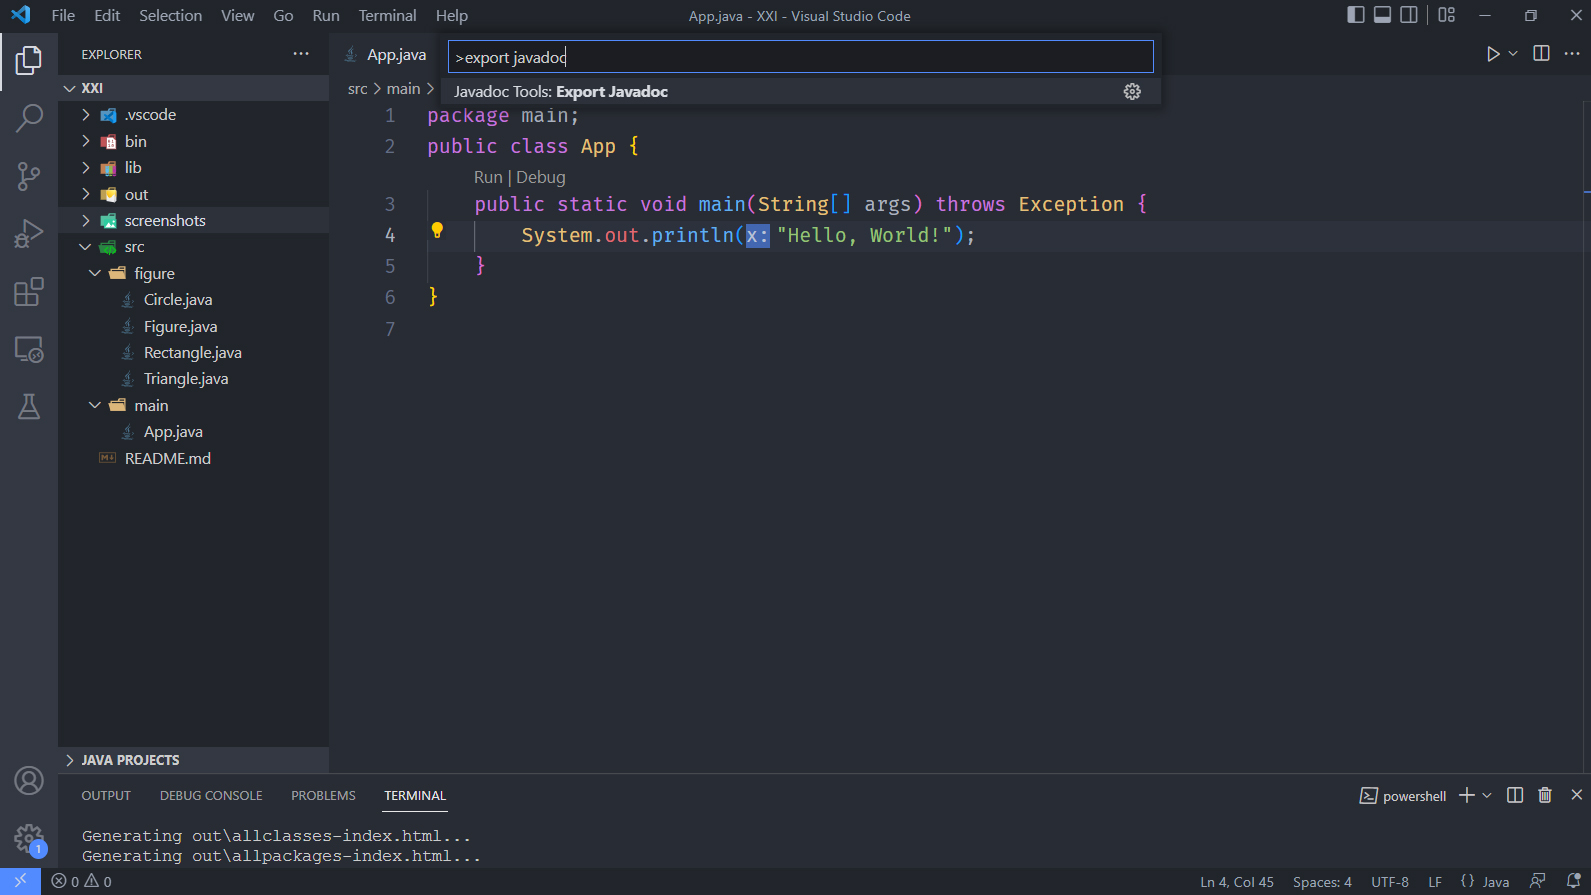 File Edit Selection View Go Run Terminal Help
App.java - XXI - Visual Studio Code
EXPLORER
XXI
.vscode
bin
lib
out
screenshots
src
figure
Circle.java
Figure.java
Rectangle.java
Triangle.java
main
App.java
README.md
JAVA PROJECTS
App.java
>export javadoc
src > main >
Javadoc Tools: Export Javadoc
1 package main;
2 public class App {
Run | Debug
3 public static void main(String[] args) throws Exception {
4 System.out.println(x: "Hello, World!");
5 }
6 }
7
OUTPUT DEBUG CONSOLE PROBLEMS TERMINAL
powershell
Generating out\allclasses-index.html...
Generating out\allpackages-index.html...
1
0 0
Ln 4, Col 45 Spaces: 4 UTF-8 LF {} Java